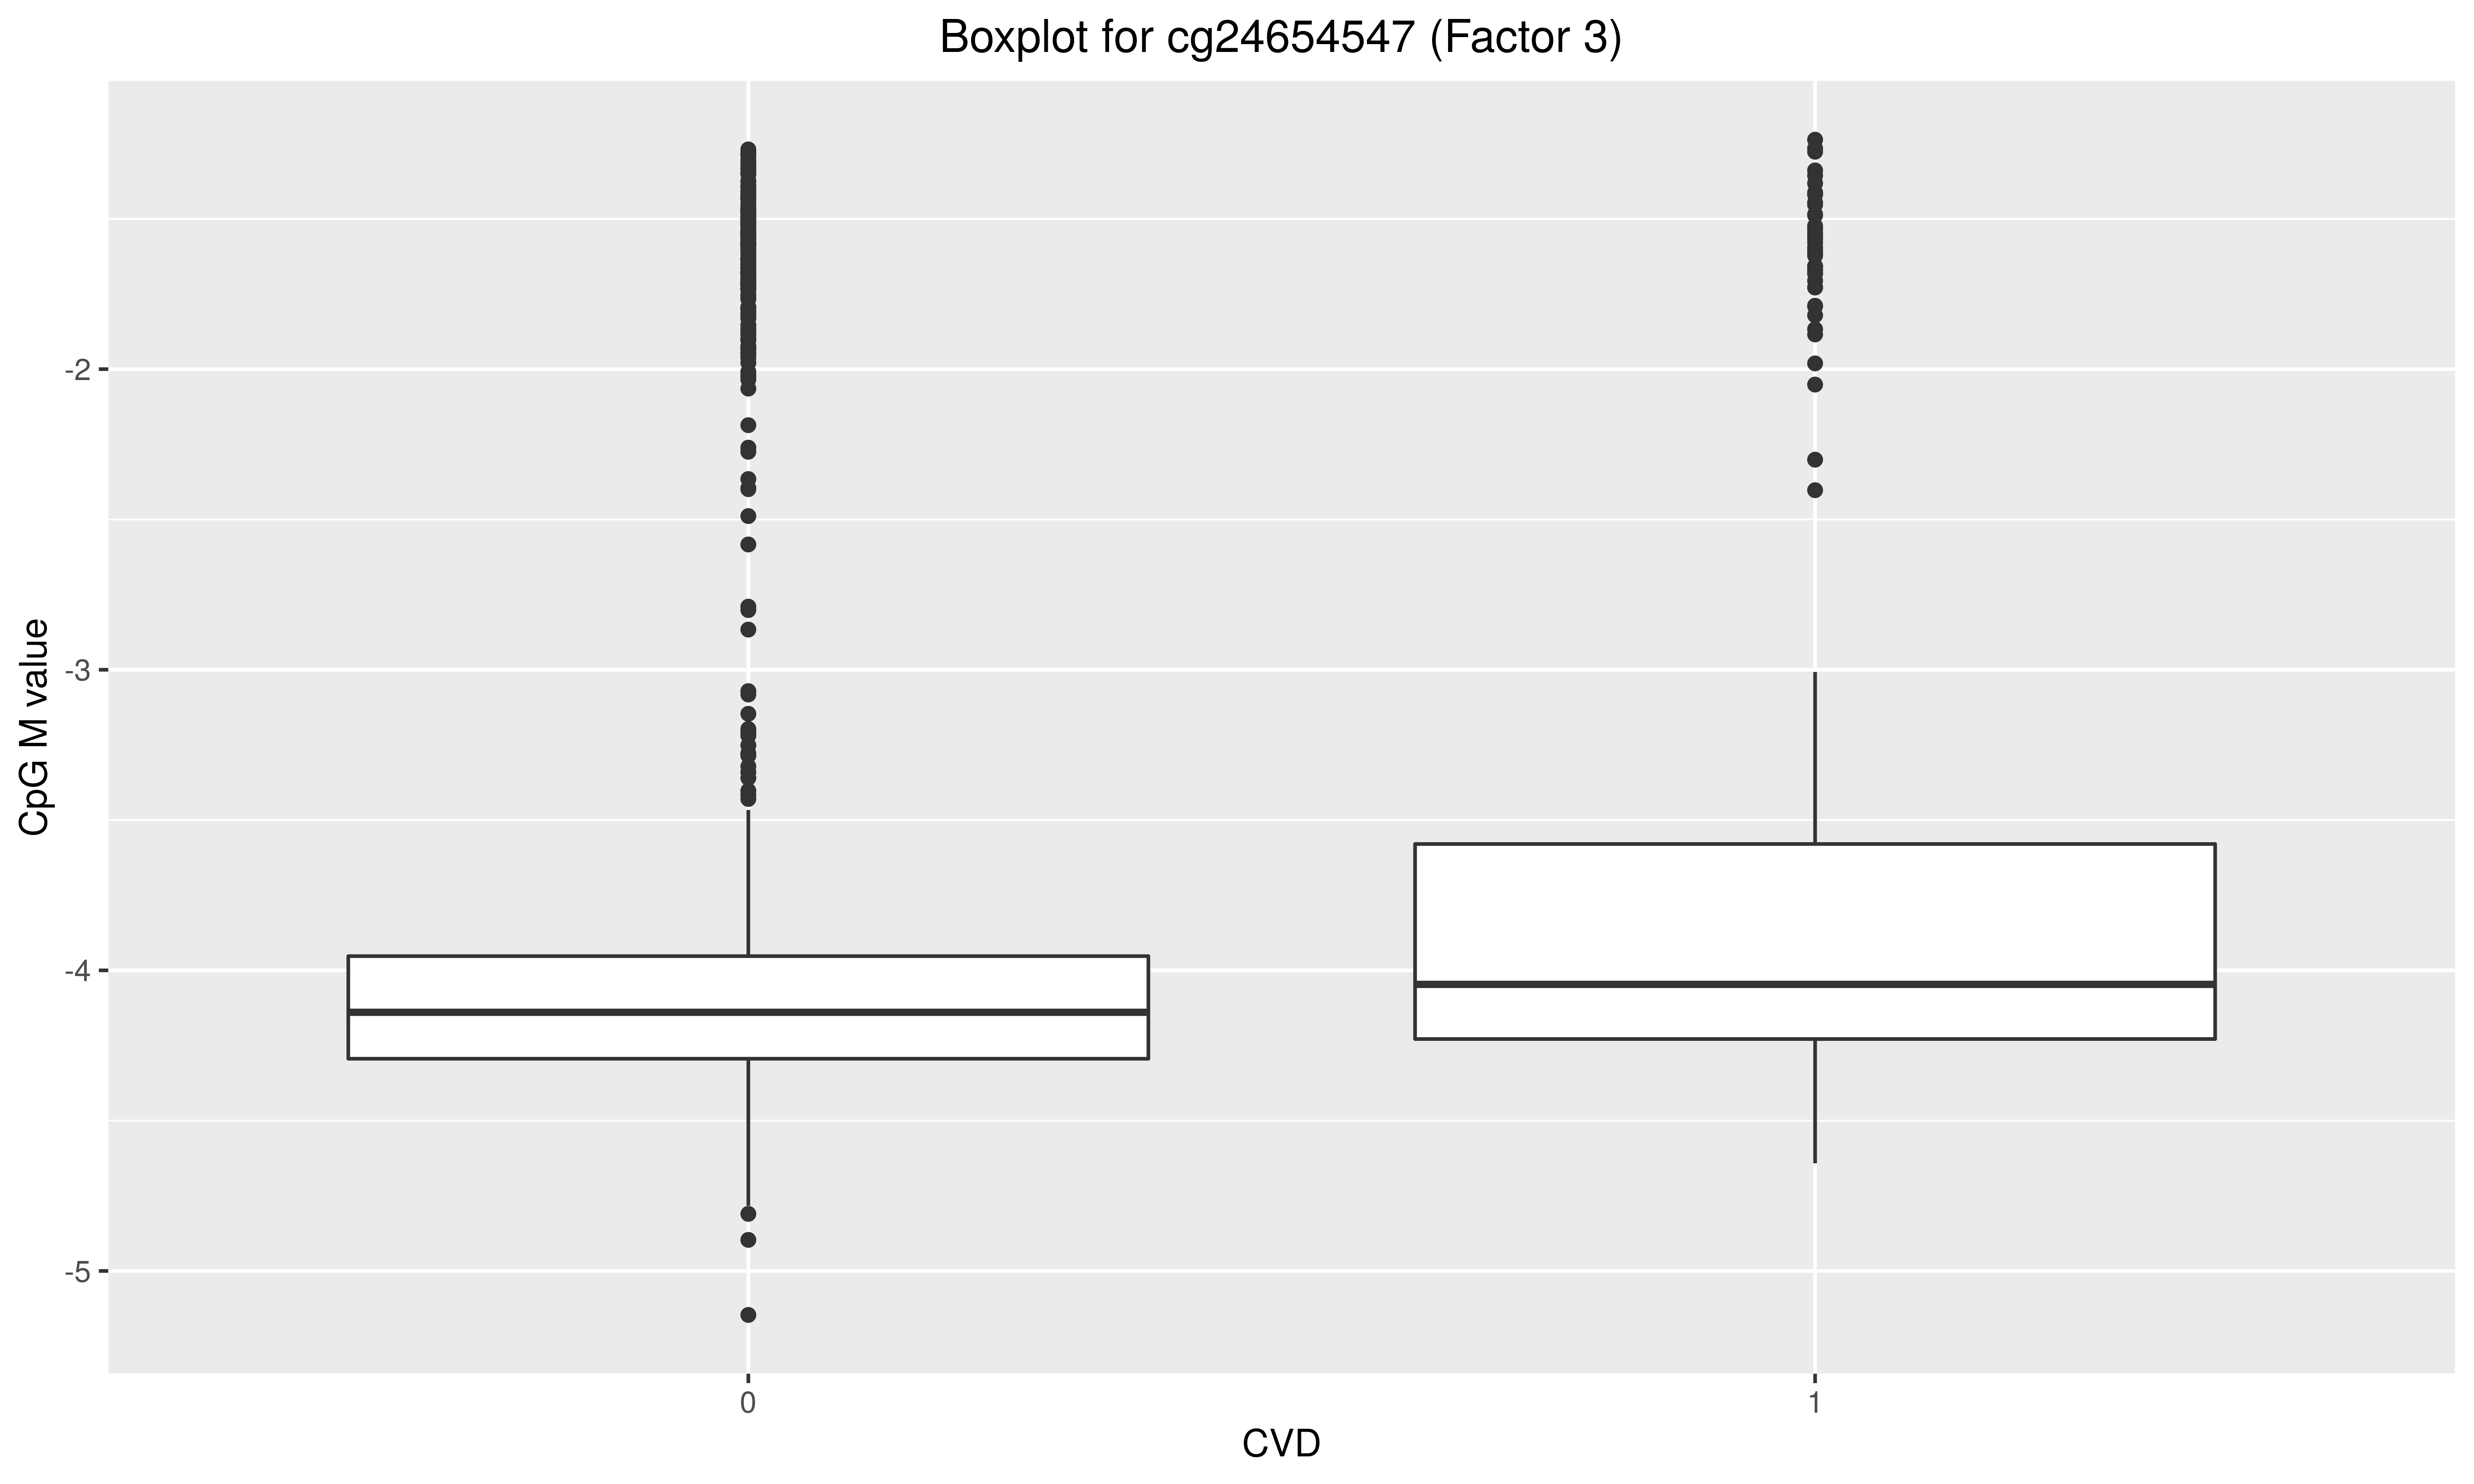 Boxplot for cg24654547 (Factor 3)
CpG M value
-2
-3
-4
-5
0
1
CVD